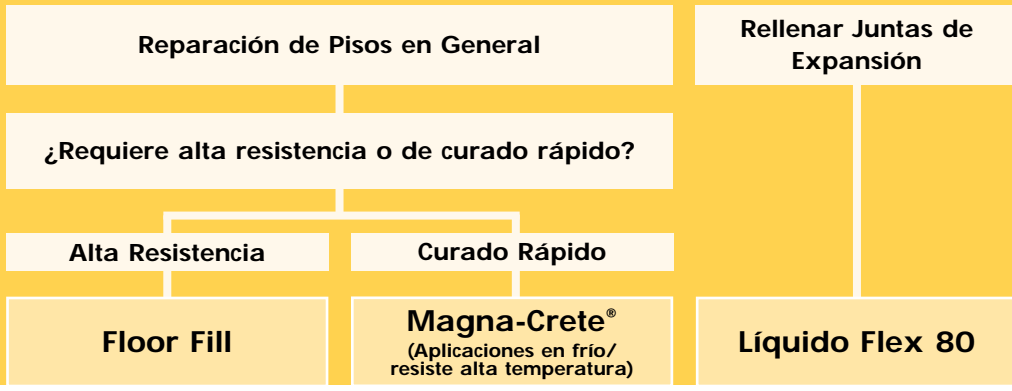 Reparación de Pisos en General
Rellenar Juntas de
Expansión
¿Requiere alta resistencia o de curado rápido?
Alta Resistencia
Curado Rápido
Floor Fill
Magna-Crete®
(Aplicaciones en frío/
resiste alta temperatura)
Líquido Flex 80